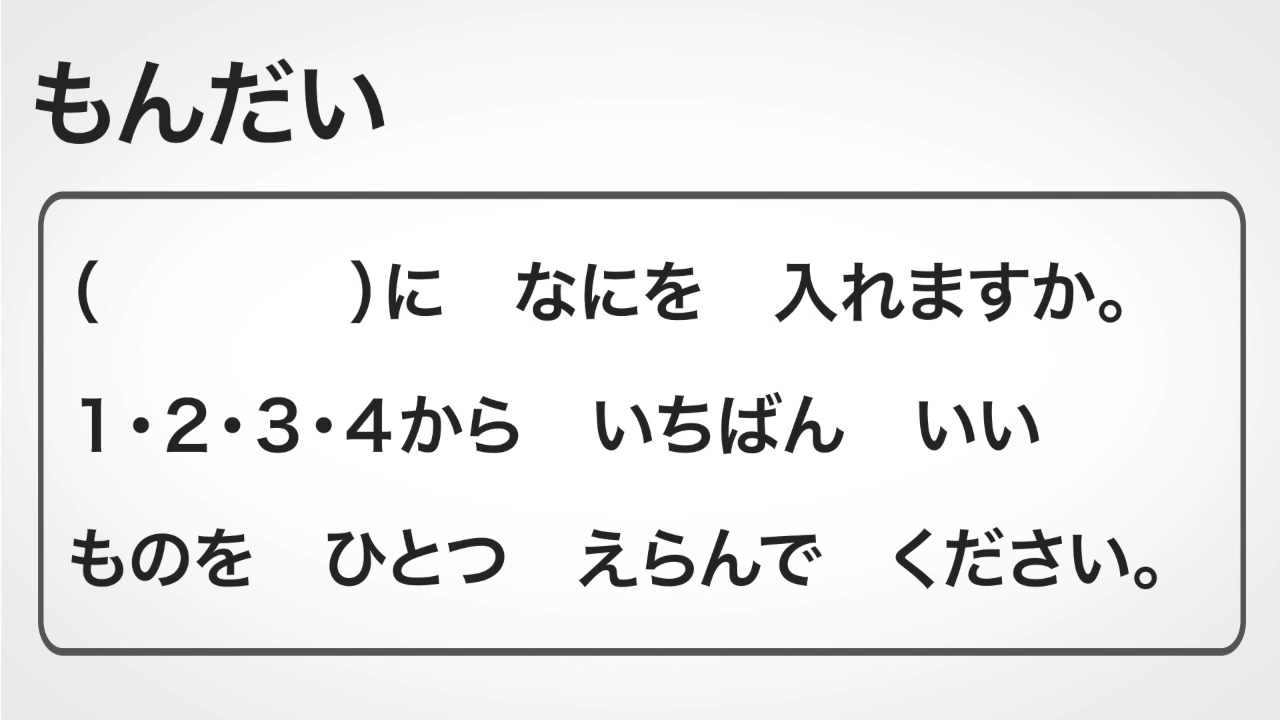 もんだい
(　　　　)に　なにを　入れますか。
1・2・3・4から　いちばん　いい
ものを　ひとつ　えらんで　ください。